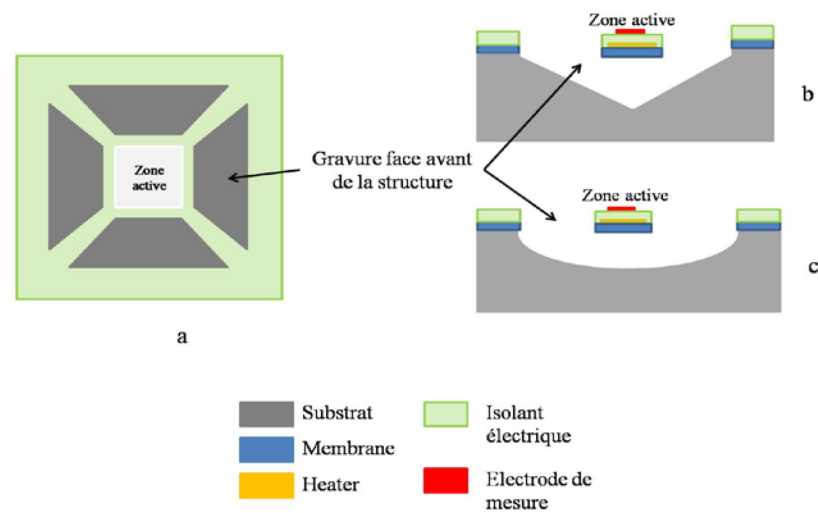 Zone active
b
Zone
active
Gravure face avant
de la structure
Zone active
c
a
Substrat
Membrane
Heater
Isolant
électrique
Electrode de
mesure